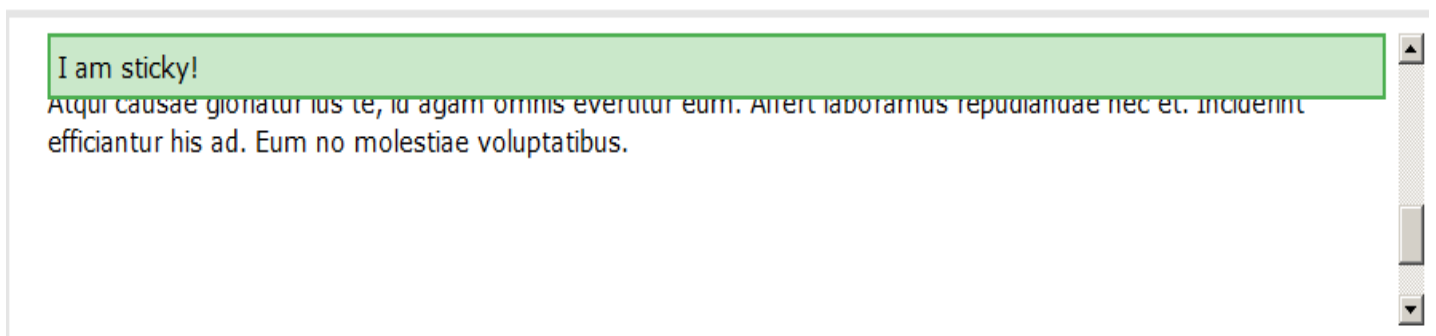 I am sticky!
Atqui causae gloriatur ius te, id agam omnis evertitur eum. Affert laboramus repudiandae nec et. Inciderint
efficiantur his ad. Eum no molestiae voluptatibus.